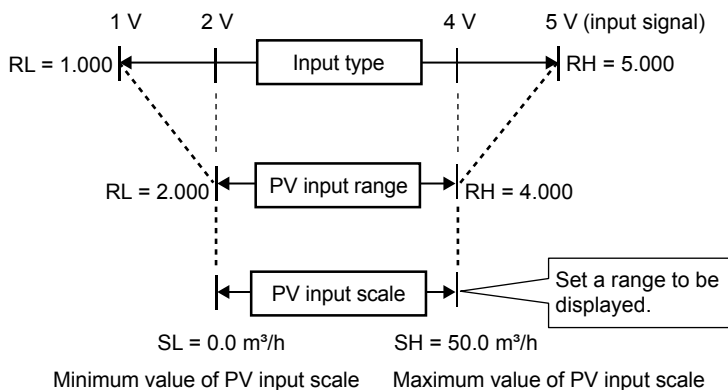 1 V 2 V 4 V 5 V (input signal)
RL = 1.000 Input type RH = 5.000
RL = 2.000 PV input range RH = 4.000
PV input scale
Set a range to be
displayed.
SL = 0.0 m³/h SH = 50.0 m³/h
Minimum value of PV input scale Maximum value of PV input scale